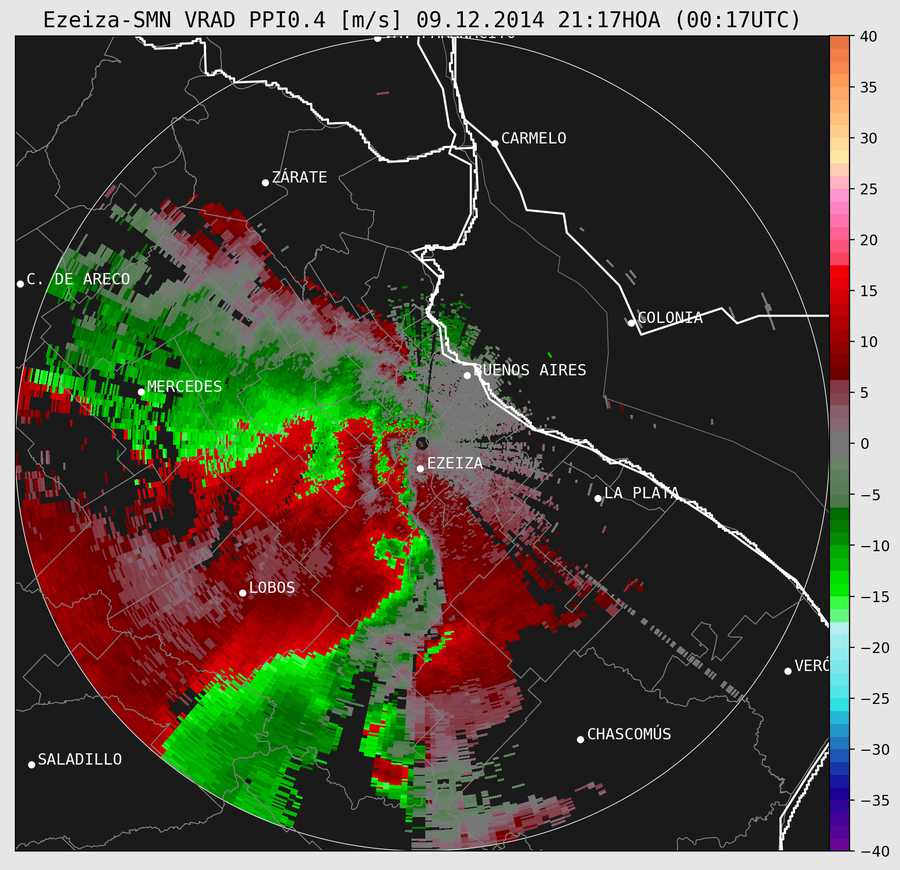 Ezeiza-SMN VRAD PPI0.4 [m/s] 09.12.2014 21:17HOA (00:17UTC)
CARMELO
ZÁRATE
C. DE ARECO
COLONIA
BUENOS AIRES
MERCEDES
EZEIZA
LA PLATA
LOBOS
VERÓ
CHASCOMÚS
SALADILLO
40
35
30
25
20
15
10
5
0
−5
−10
−15
−20
−25
−30
−35
−40